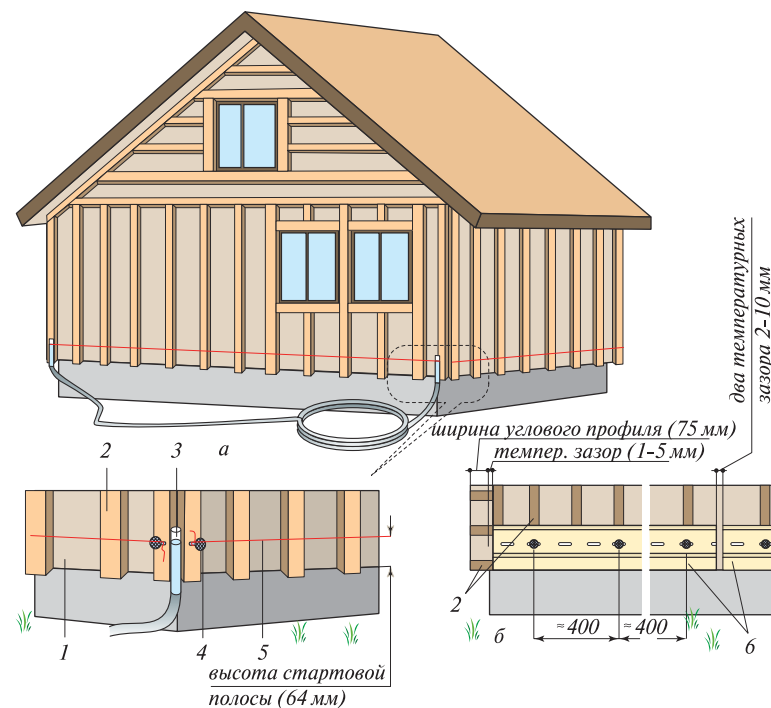 два температурных
зазора 2-10 мм
ширина углового профиля (75 мм)
темпер. зазор (1-5 мм)
а
2
3
1
4
5
высота стартовой
полосы (64 мм)
2
б
≈400
≈400
6